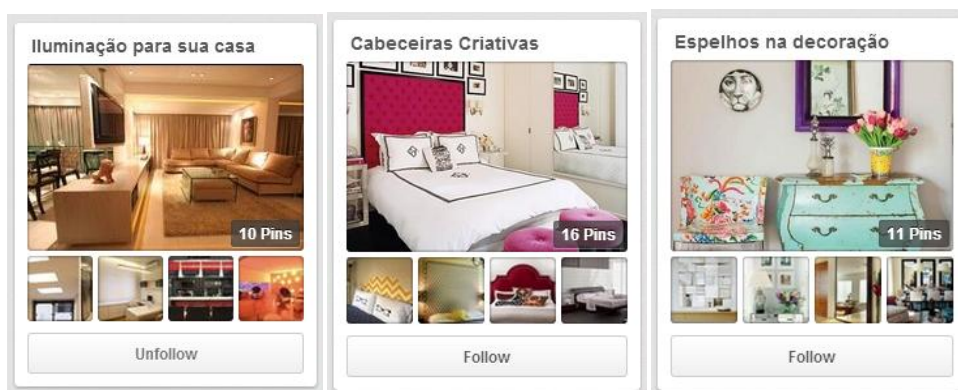 Iluminação para sua casa
10 Pins
Unfollow
Cabeceiras Criativas
16 Pins
Follow
Espelhos na decoração
11 Pins
Follow